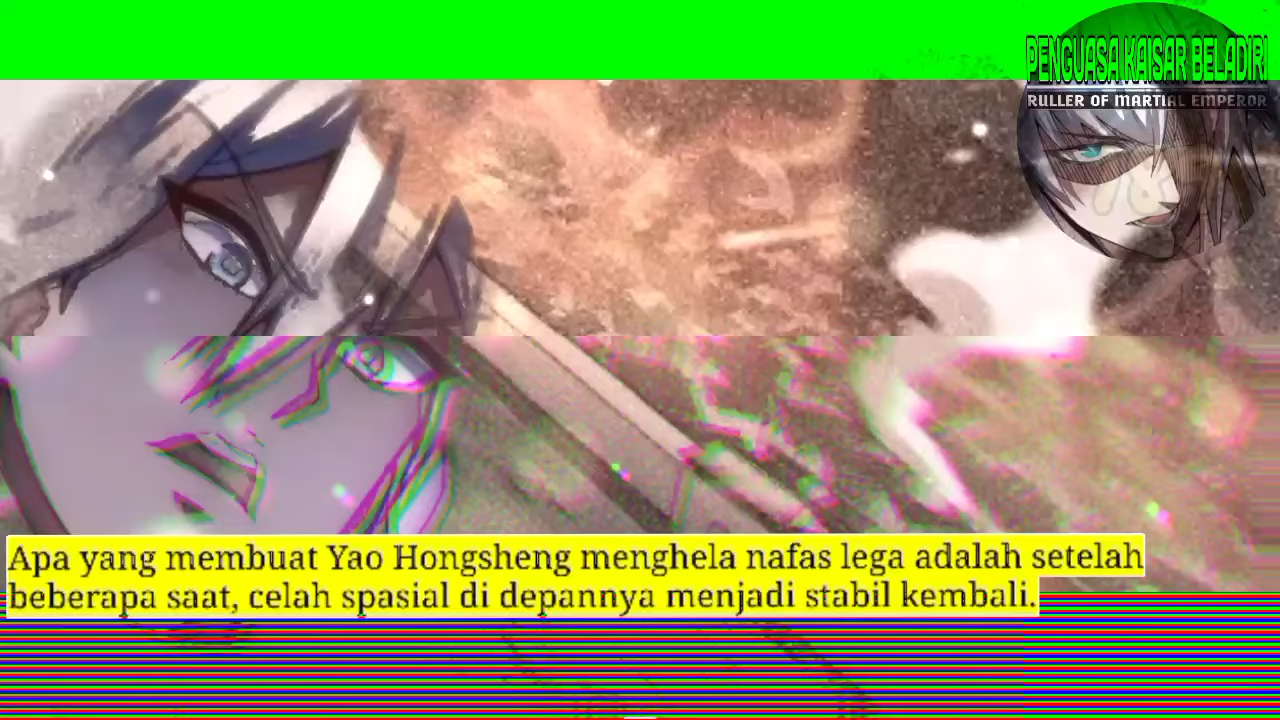 PENGUASA KAISAR BELADIRI
RULLER OF MARTIAL EMPEROR
Apa yang membuat Yao Hongsheng menghela nafas lega adalah setelah
beberapa saat, celah spasial di depannya menjadi stabil kembali.